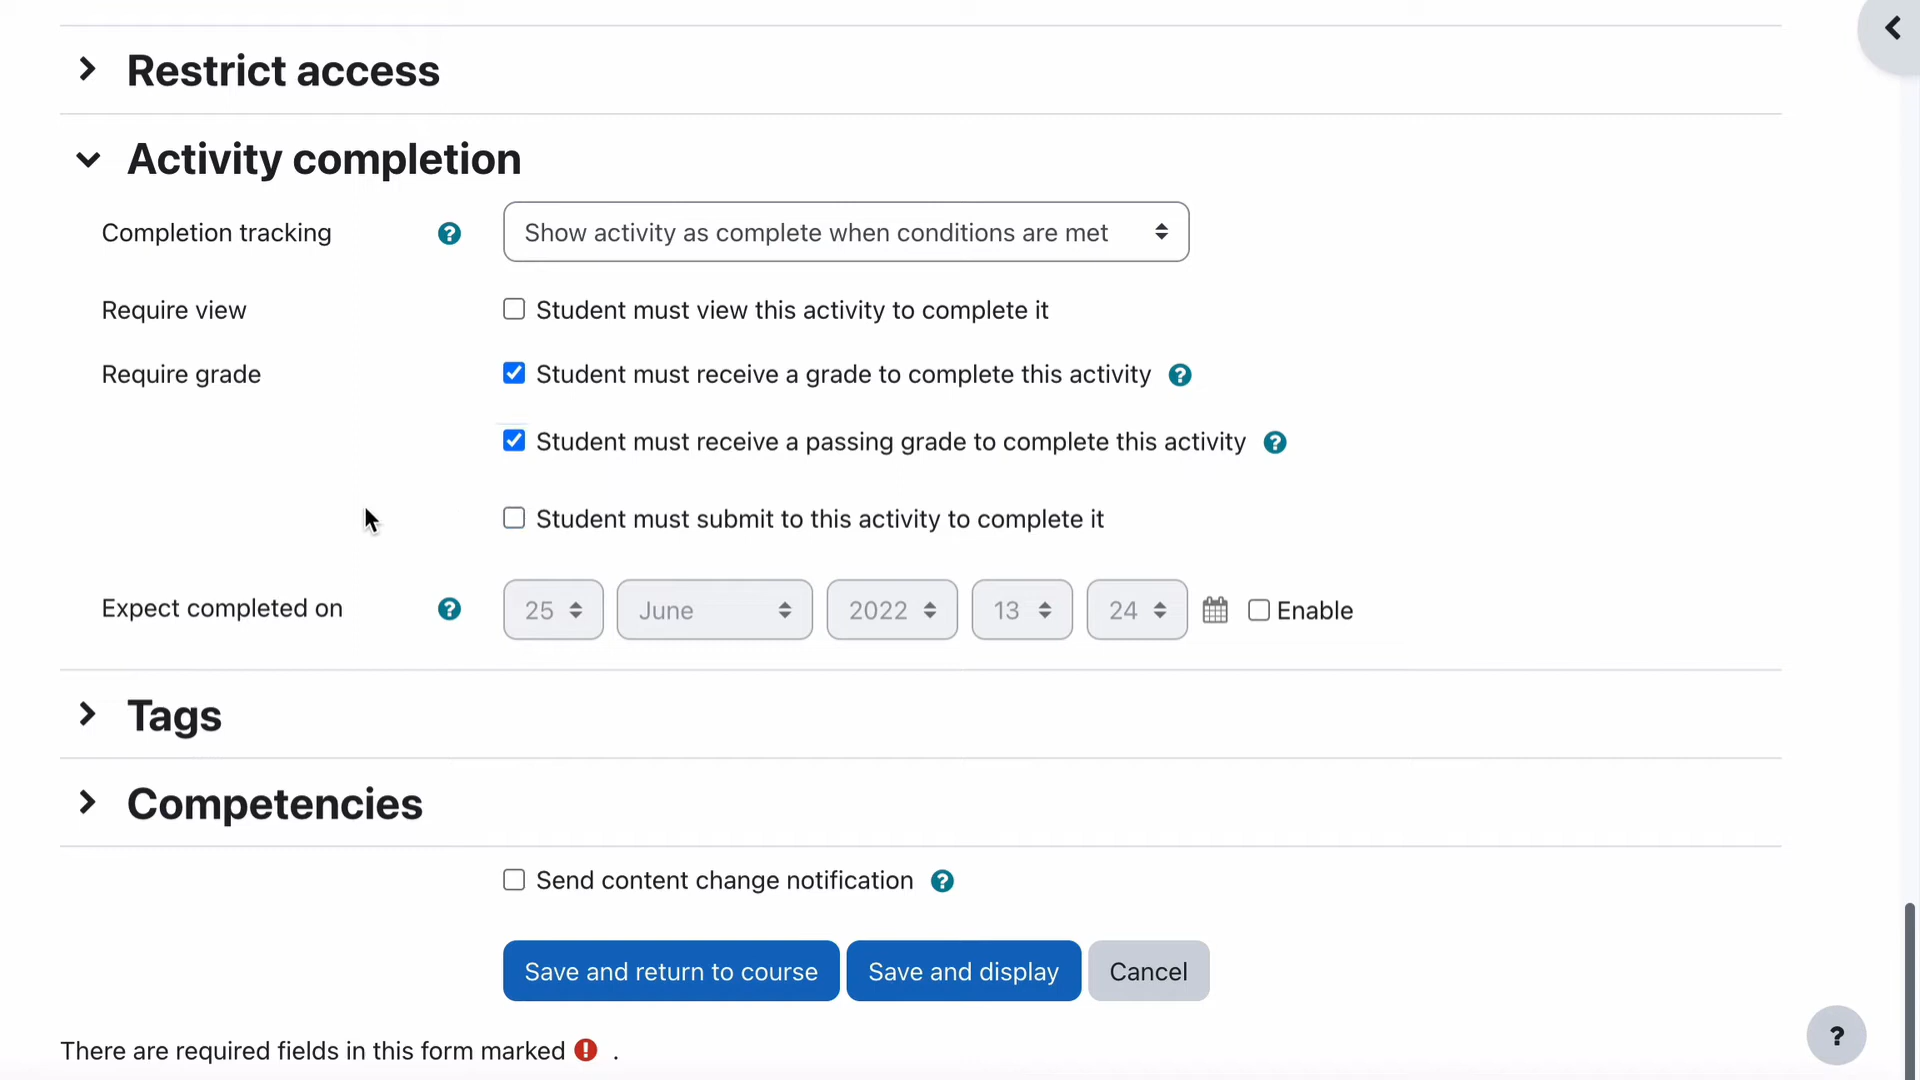 Restrict access
Activity completion
Completion tracking ? Show activity as complete when conditions are met
Require view Student must view this activity to complete it
Require grade Student must receive a grade to complete this activity ?
Student must receive a passing grade to complete this activity ?
Student must submit to this activity to complete it
Expect completed on ? 25 June 2022 13 24 Enable
Tags
Competencies
Send content change notification ?
Save and return to course Save and display Cancel
?
There are required fields in this form marked ! .